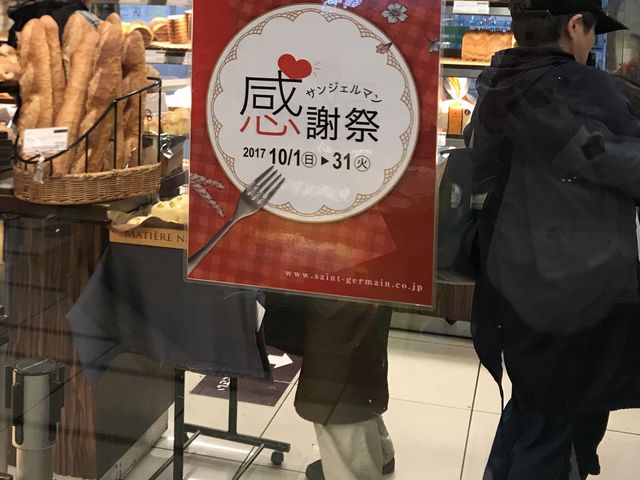 サンジェルマン
感謝祭
2017 10/1(日)▶31(火)
www.saint-germain.co.jp
MATIÈRE N